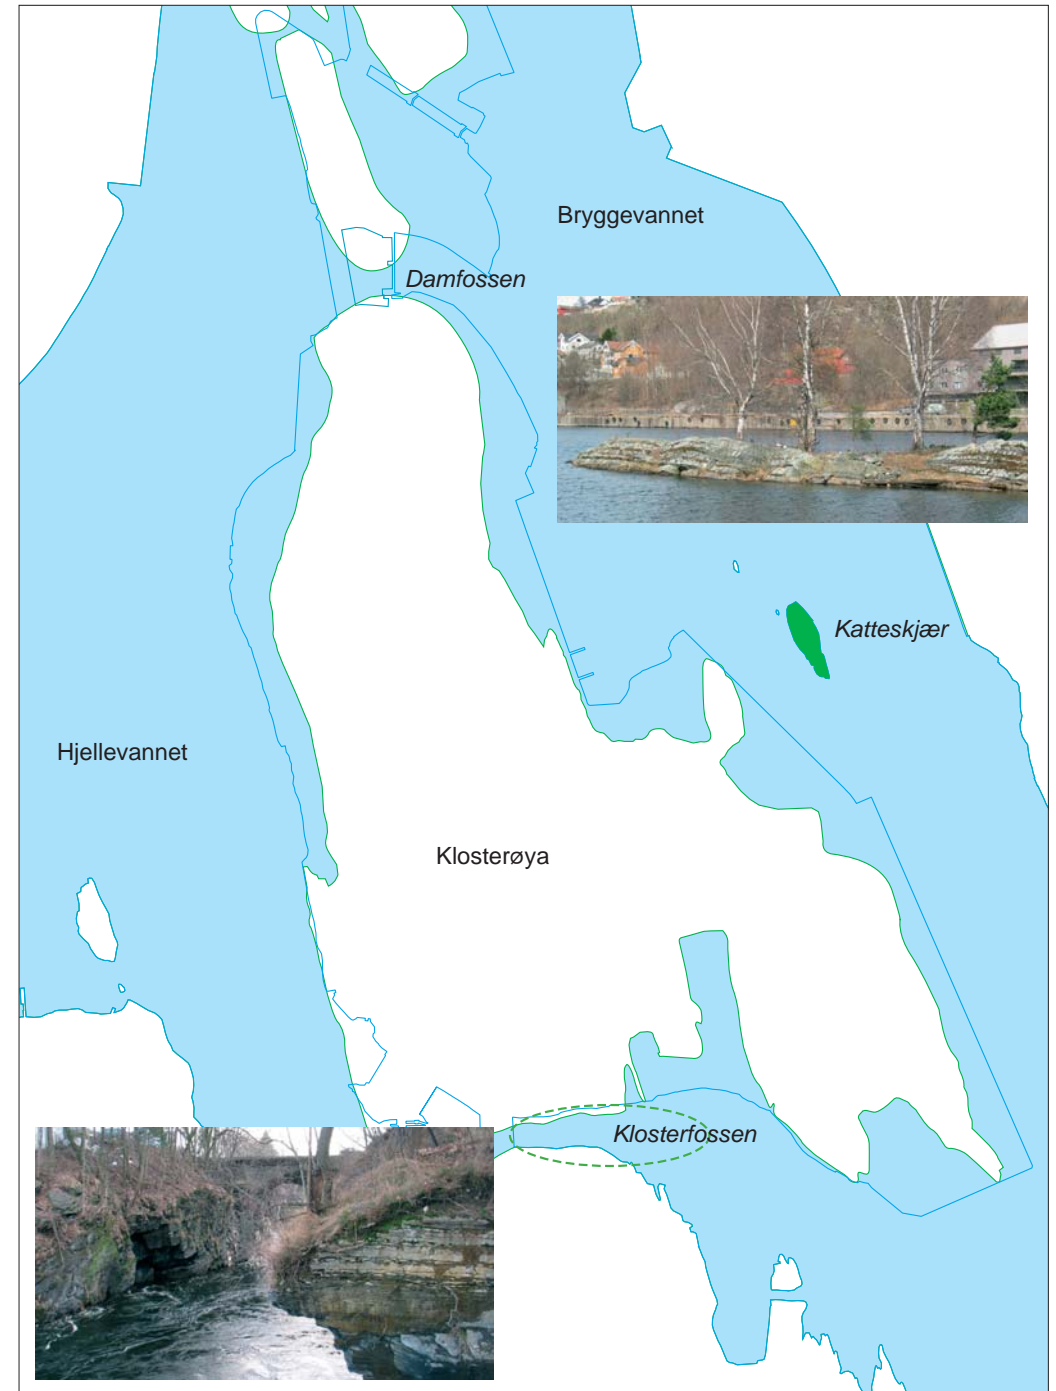 Bryggevannet
Damfossen
Katteskjær
Hjellevannet
Klosterøya
Klosterfossen